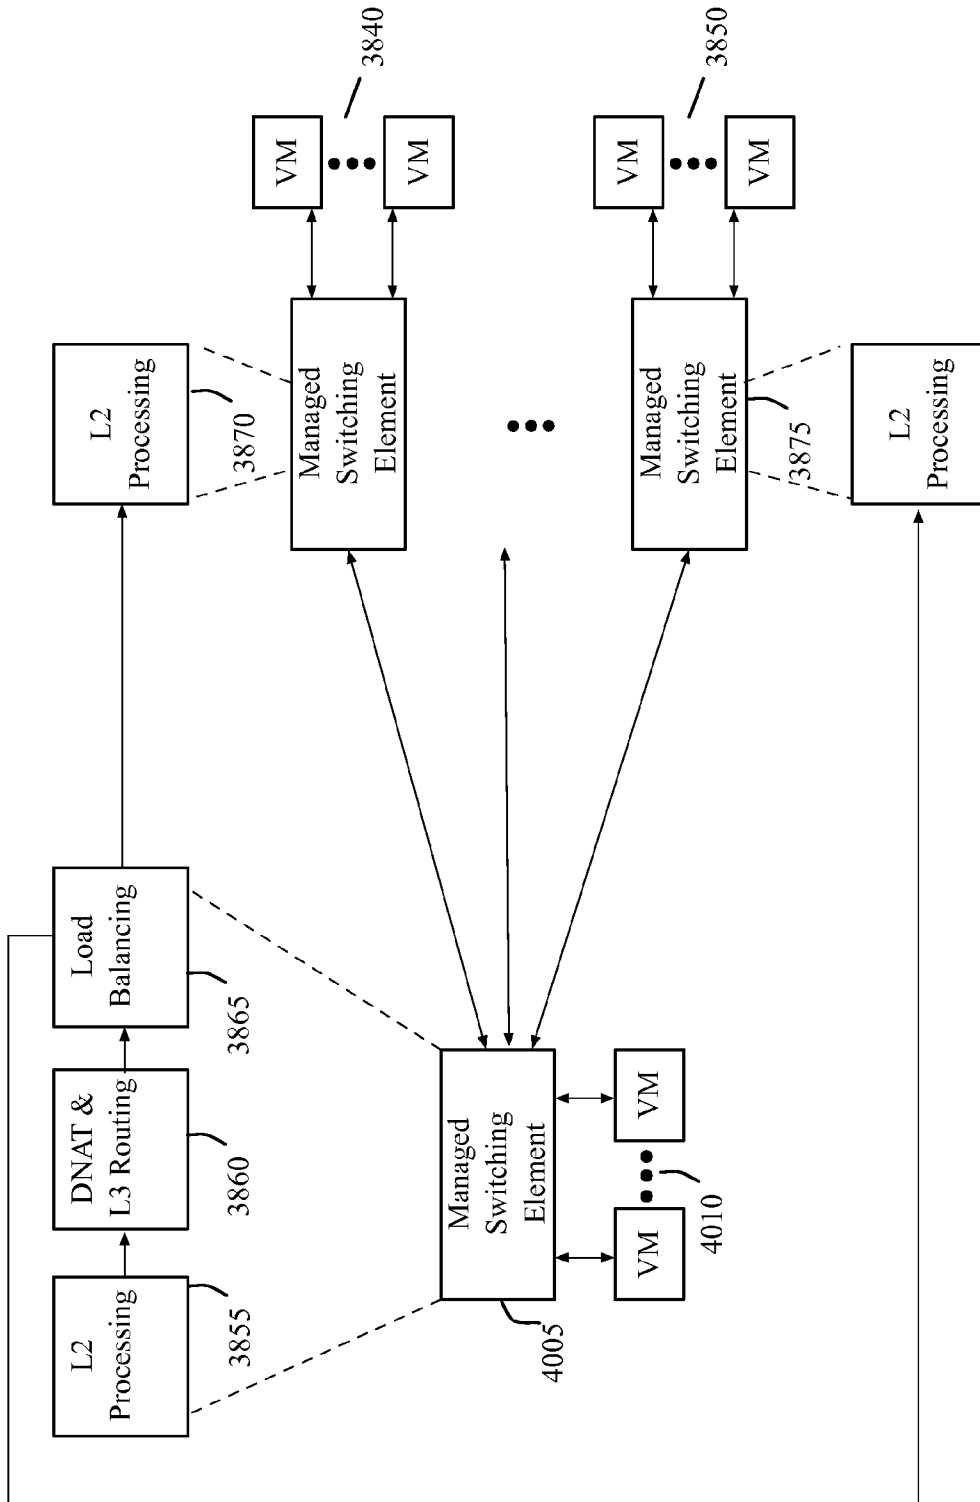 L2
Processing
3855
DNAT &
L3 Routing
3860
Load
Balancing
3865
L2
Processing
3870
Managed
Switching
Element
4005
VM
VM
4010
Managed
Switching
Element
VM
VM
3840
Managed
Switching
Element
3875
VM
VM
3850
L2
Processing